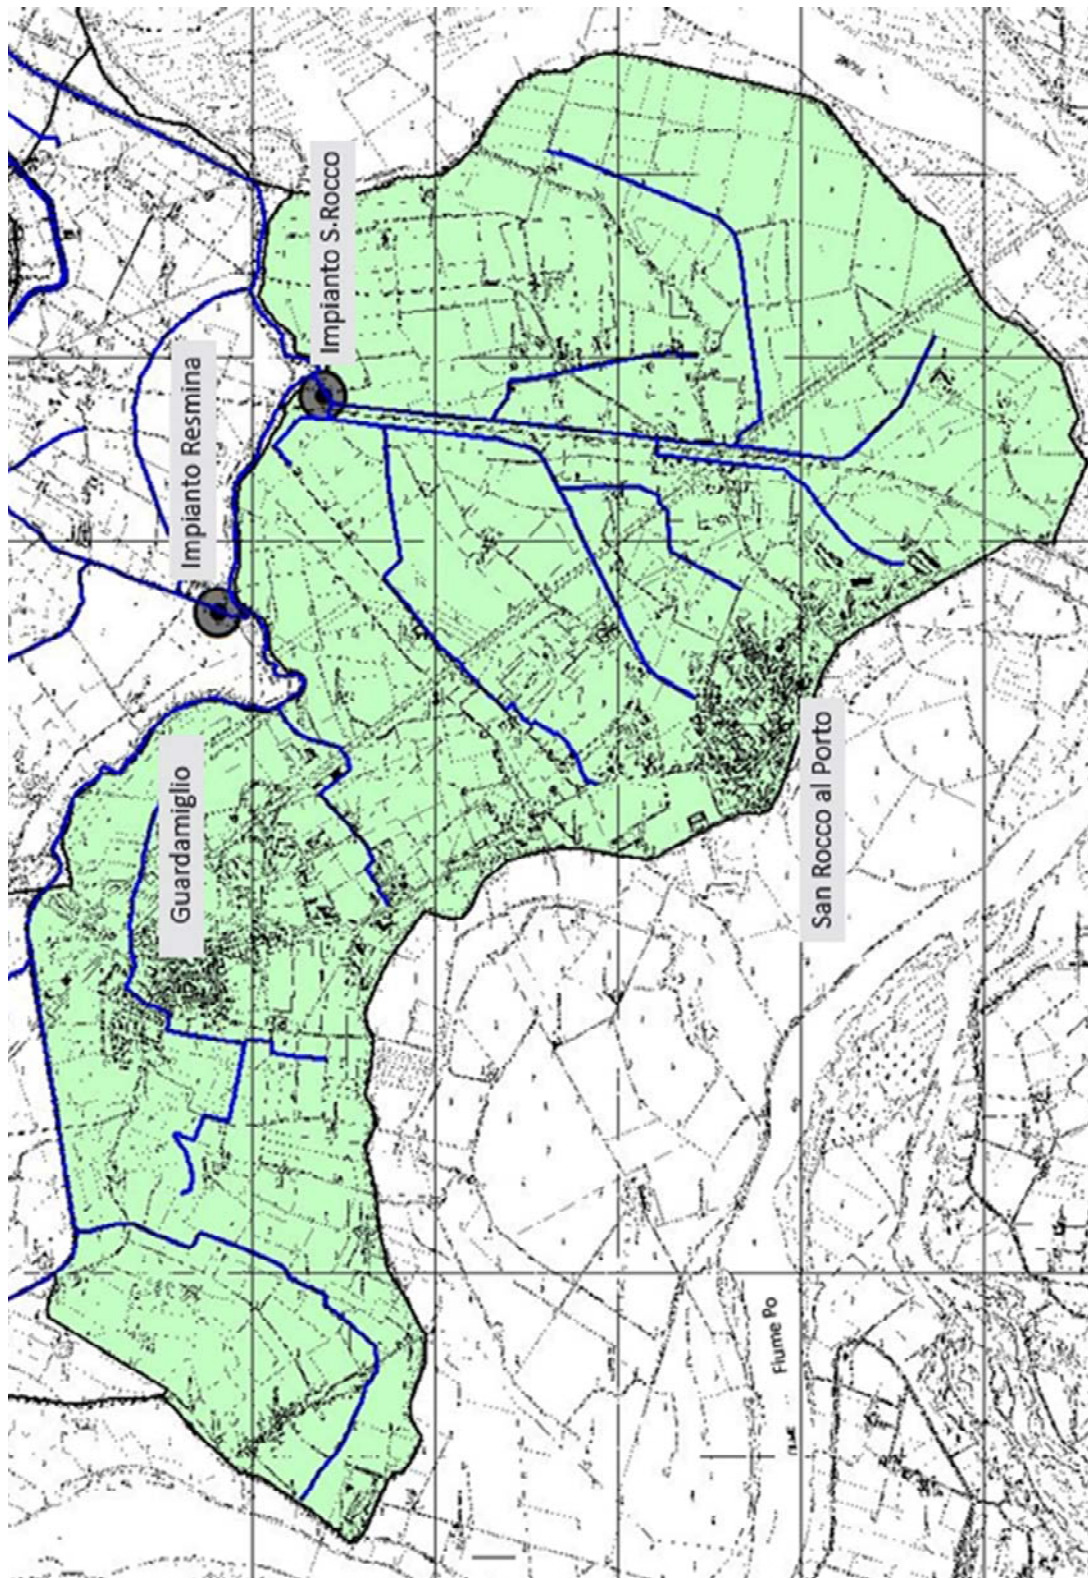 Impianto S.Rocco
Impianto Resmina
Guardamiglio
San Rocco al Porto
Fiume Po